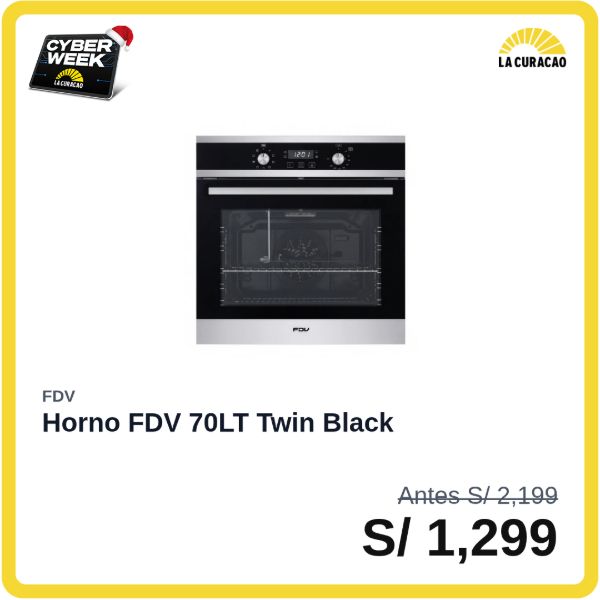 CYBER
WEEK
LA CURACAO
LA CURACAO
12:01
FDV
FDV
Horno FDV 70LT Twin Black
Antes S/ 2,199
S/ 1,299